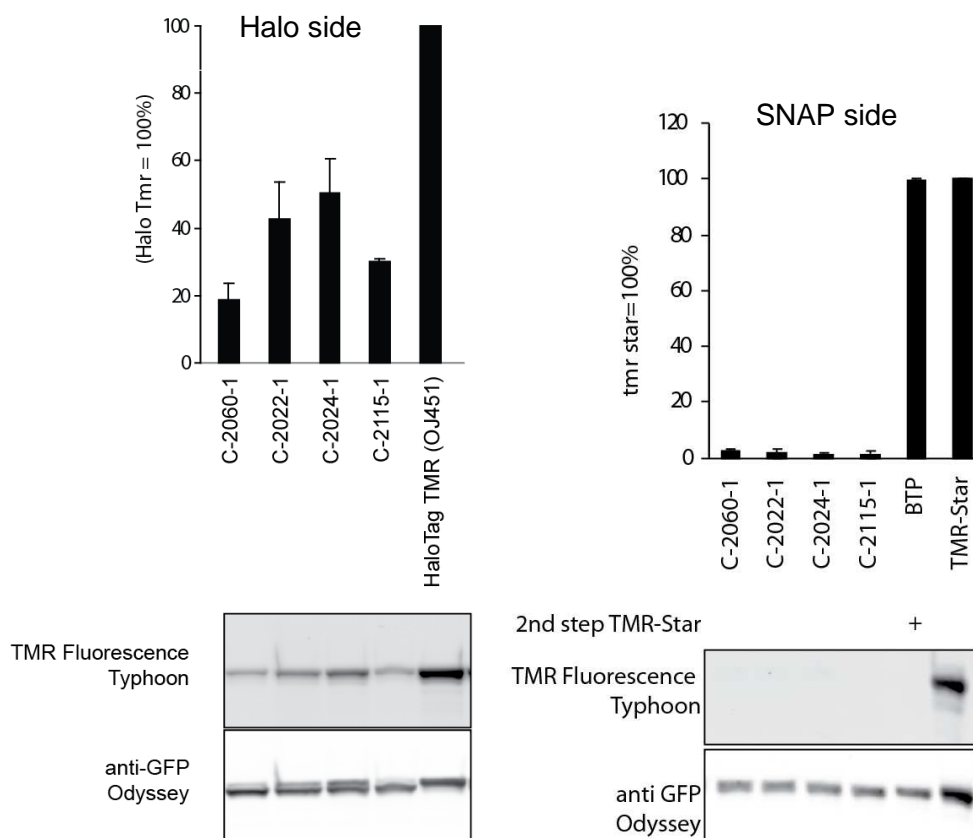 Halo side
(Halo Tmr = 100%)
100
80
60
40
20
0
C-2060-1
C-2022-1
C-2024-1
C-2115-1
HaloTag TMR (OJ451)
TMR Fluorescence
Typhoon
anti-GFP
Odyssey
SNAP side
tmr star=100%
120
100
80
60
40
20
0
C-2060-1
C-2022-1
C-2024-1
C-2115-1
BTP
TMR-Star
2nd step TMR-Star +
TMR Fluorescence
Typhoon
anti GFP
Odyssey